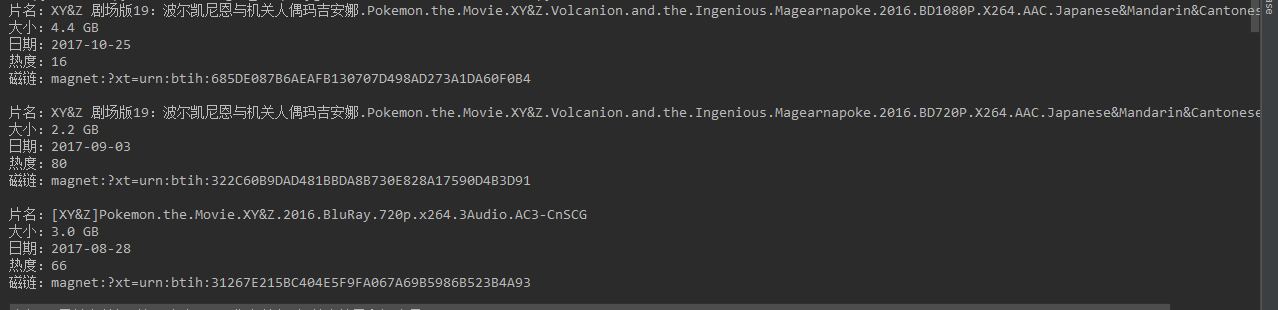 片名：XY&Z 剧场版19：波尔凯尼恩与机关人偶玛吉安娜.Pokemon.the.Movie.XY&Z.Volcanion.and.the.Ingenious.Magearnapoke.2016.BD1080P.X264.AAC.Japanese&Mandarin&Cantones
大小：4.4 GB
日期：2017-10-25
热度：16
磁链：magnet:?xt=urn:btih:685DE087B6AEAFB130707D498AD273A1DA60F0B4
片名：XY&Z 剧场版19：波尔凯尼恩与机关人偶玛吉安娜.Pokemon.the.Movie.XY&Z.Volcanion.and.the.Ingenious.Magearnapoke.2016.BD720P.X264.AAC.Japanese&Mandarin&Cantonese
大小：2.2 GB
日期：2017-09-03
热度：80
磁链：magnet:?xt=urn:btih:322C60B9DAD481BBDA8B730E828A17590D4B3D91
片名：[XY&Z]Pokemon.the.Movie.XY&Z.2016.BluRay.720p.x264.3Audio.AC3-CnSCG
大小：3.0 GB
日期：2017-08-28
热度：66
磁链：magnet:?xt=urn:btih:31267E215BC404E5F9FA067A69B5986B523B4A93